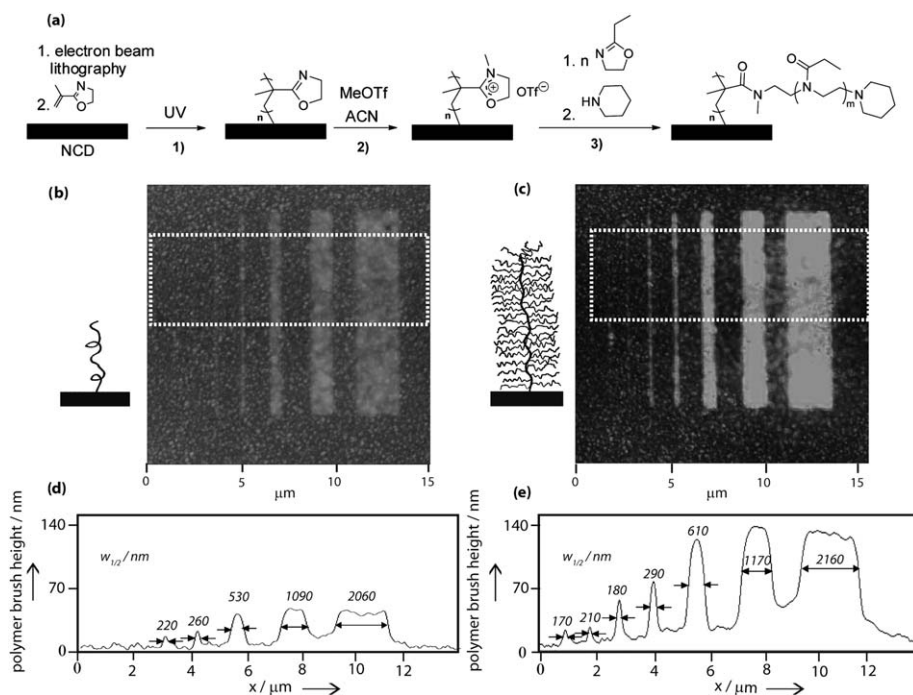 (a)
1. electron beam
lithography
2.
O
N
NCD
UV
1)
N
O
n
MeOTf
ACN
2)
N
O
OTf⊖
n
1. n
N
O
2.
HN
3)
O
N
O
N
N
m
n
(b)
0 5 10 15
μm
(c)
0 5 10 15
μm
(d)
polymer brush height / nm
140
70
0
w1/2 / nm
220 260 530 1090 2060
0 2 4 6 8 10 12
x / μm
(e)
polymer brush height / nm
140
70
0
w1/2 / nm
170 210 180 290 610 1170 2160
0 2 4 6 8 10 12
x / μm